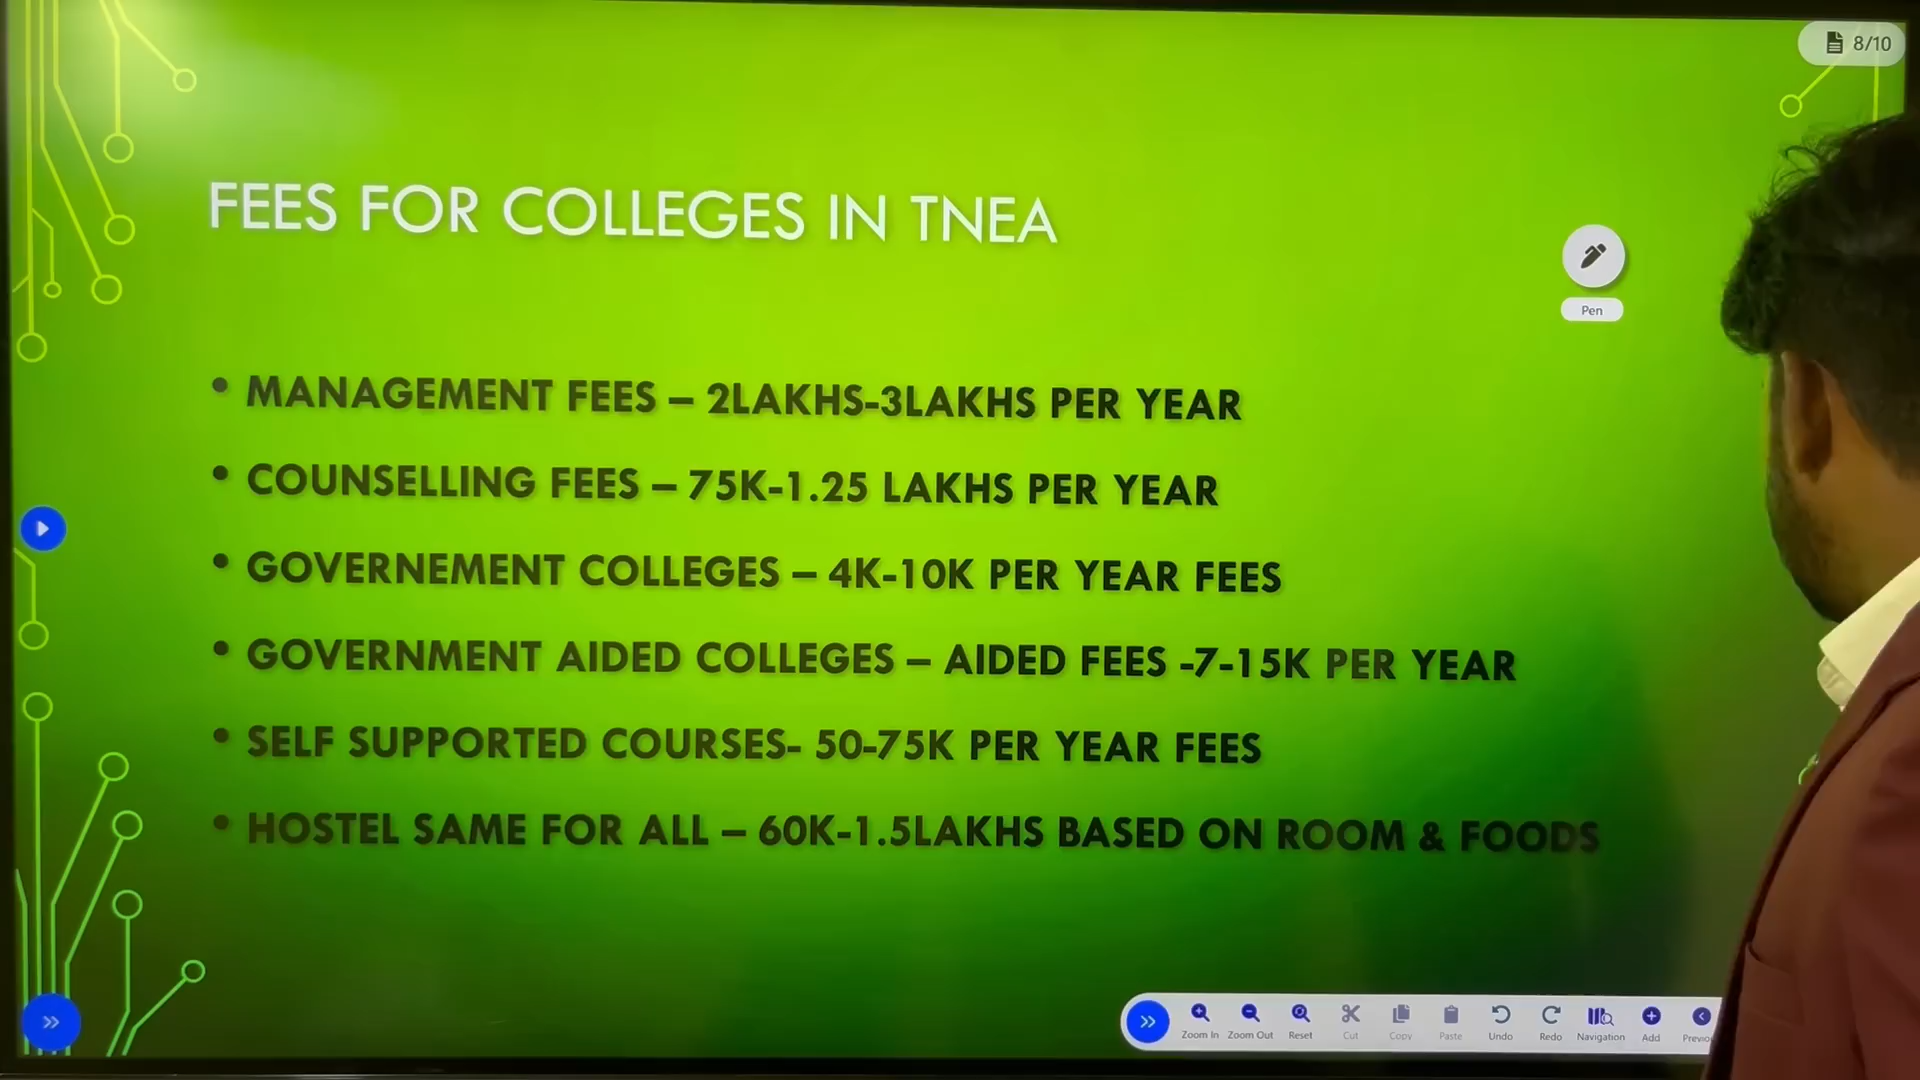 8/10
FEES FOR COLLEGES IN TNEA
Pen
• MANAGEMENT FEES – 2LAKHS-3LAKHS PER YEAR
• COUNSELLING FEES – 75K-1.25 LAKHS PER YEAR
• GOVERNEMENT COLLEGES – 4K-10K PER YEAR FEES
• GOVERNMENT AIDED COLLEGES – AIDED FEES -7-15K PER YEAR
• SELF SUPPORTED COURSES- 50-75K PER YEAR FEES
• HOSTEL SAME FOR ALL – 60K-1.5LAKHS BASED ON ROOM & FOODS
Zoom In Zoom Out Reset Cut Copy Paste Undo Redo Navigation Add